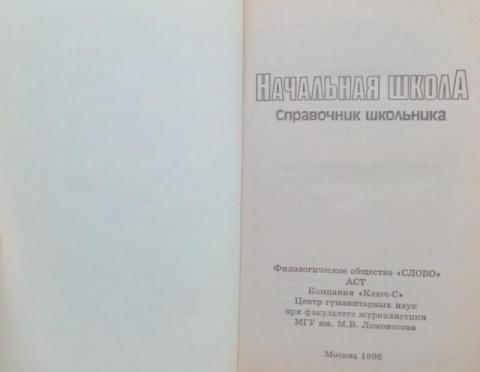 НАЧАЛЬНАЯ ШКОЛА
Справочник школьника
Филологическое общество «СЛОВО»
АСТ
Компания «Ключ-С»
Центр гуманитарных наук
при факультете журналистики
МГУ им. М.В. Ломоносова
Москва 1996